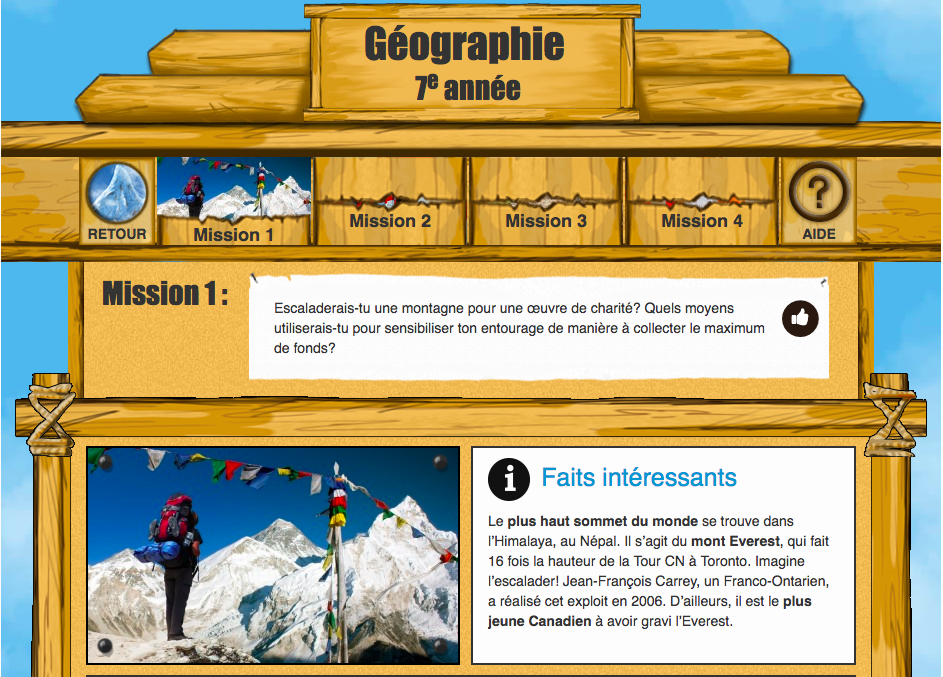 Géographie
7e année
RETOUR
Mission 1
Mission 2
Mission 3
Mission 4
?
AIDE
Mission 1 :
Escaladerais-tu une montagne pour une œuvre de charité? Quels moyens
utiliserais-tu pour sensibiliser ton entourage de manière à collecter le maximum
de fonds?
i Faits intéressants
Le plus haut sommet du monde se trouve dans
l’Himalaya, au Népal. Il s’agit du mont Everest, qui fait
16 fois la hauteur de la Tour CN à Toronto. Imagine
l’escalader! Jean-François Carrey, un Franco-Ontarien,
a réalisé cet exploit en 2006. D’ailleurs, il est le plus
jeune Canadien à avoir gravi l’Everest.